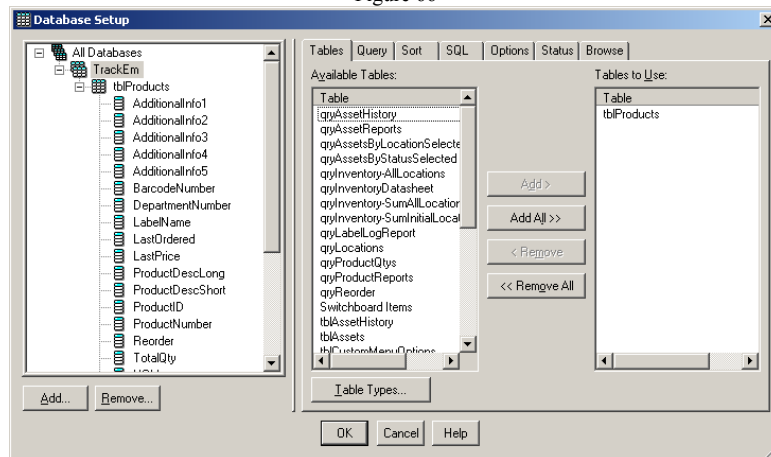 Database Setup
All Databases
TrackEm
tblProducts
AdditionalInfo1
AdditionalInfo2
AdditionalInfo3
AdditionalInfo4
AdditionalInfo5
BarcodeNumber
DepartmentNumber
LabelName
LastOrdered
LastPrice
ProductDescLong
ProductDescShort
ProductID
ProductNumber
Reorder
TotalQty
Add...
Remove...
Tables
Query
Sort
SQL
Options
Status
Browse
Available Tables:
Table
qryAssetHistory
qryAssetReports
qryAssetsByLocationSelecte
qryAssetsByStatusSelected
qryInventory-AllLocations
qryInventoryDatasheet
qryInventory-SumAllLocation
qryInventory-SumInitialLocat
qryLabelLogReport
qryLocations
qryProductQtys
qryProductReports
qryReorder
Switchboard Items
tblAssetHistory
tblAssets
tblCustomMenuOptions
Table Types...
Add >
Add All >>
< Remove
<< Remove All
Tables to Use:
Table
tblProducts
OK
Cancel
Help